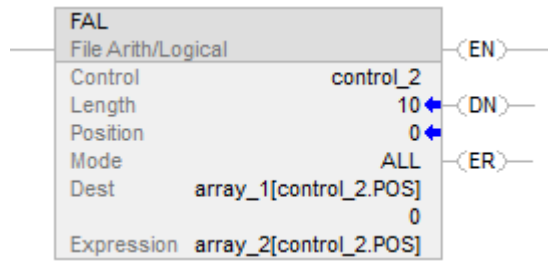 FAL
File Arith/Logical (EN)
Control control_2
Length 10 (DN)
Position 0
Mode ALL (ER)
Dest array_1[control_2.POS]
0
Expression array_2[control_2.POS]